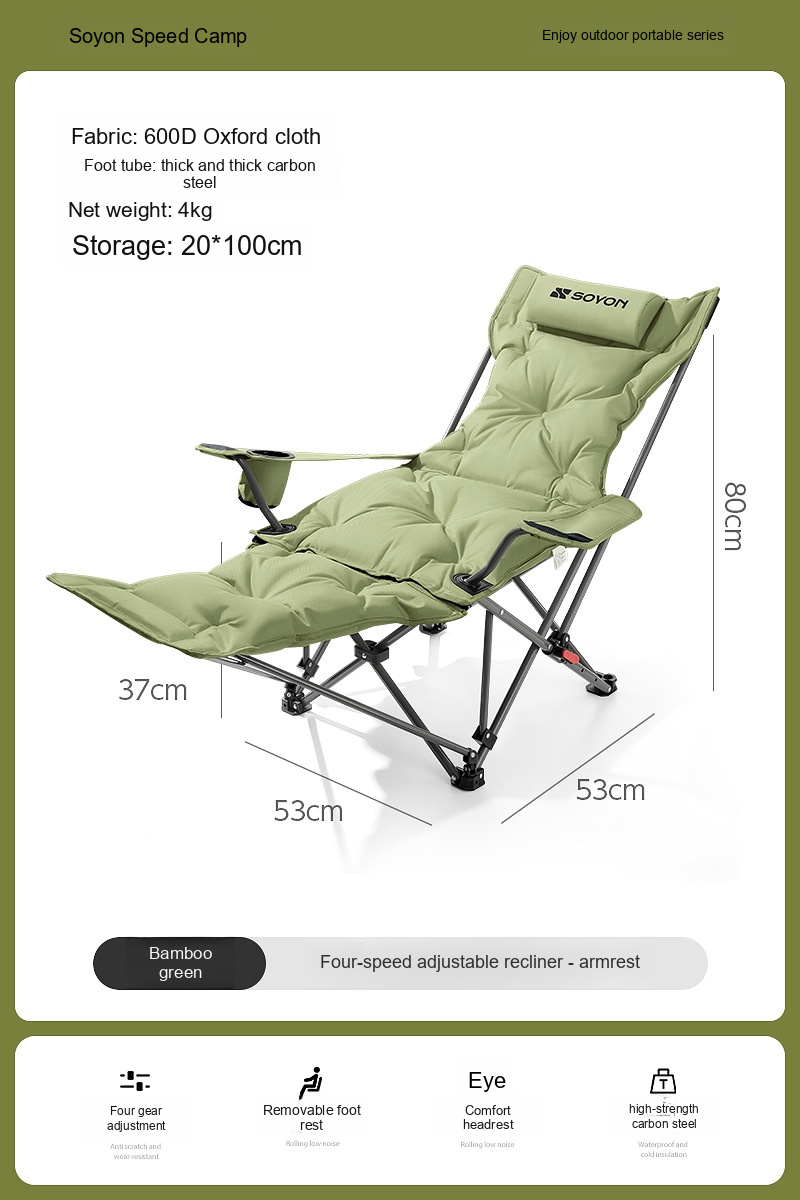 Soyon Speed Camp
Enjoy outdoor portable series
Fabric: 600D Oxford cloth
Foot tube: thick and thick carbon
steel
Net weight: 4kg
Storage: 20*100cm
SOYON
80cm
37cm
53cm
53cm
Bamboo
green
Four-speed adjustable recliner - armrest
Four gear
adjustment
Anti scratch and
wear resistant
Removable foot
rest
Rolling low noise
Eye
Comfort
headrest
Rolling low noise
T
high-strength
carbon steel
Waterproof and
cold insulation